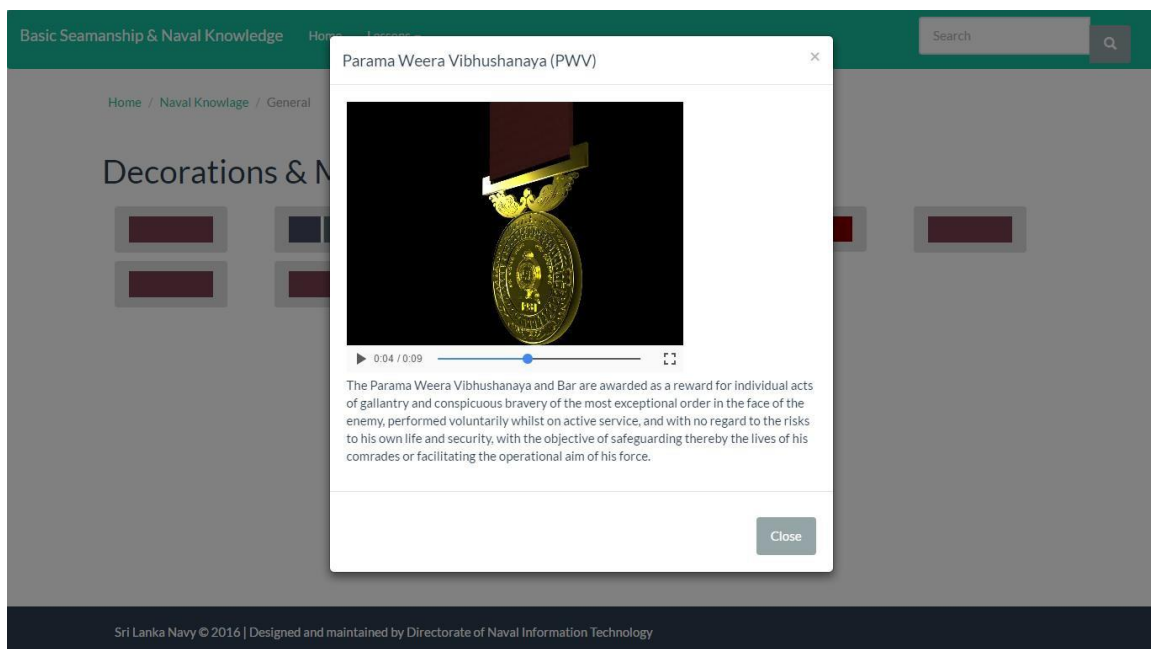 Basic Seamanship & Naval Knowledge Home Lessons Search
Parama Weera Vibhushanaya (PWV) ×
Home / Naval Knowlage / General
Decorations &
0:04 / 0:09
The Parama Weera Vibhushanaya and Bar are awarded as a reward for individual acts
of gallantry and conspicuous bravery of the most exceptional order in the face of the
enemy, performed voluntarily whilst on active service, and with no regard to the risks
to his own life and security, with the objective of safeguarding thereby the lives of his
comrades or facilitating the operational aim of his force.
Close
Sri Lanka Navy © 2016 | Designed and maintained by Directorate of Naval Information Technology